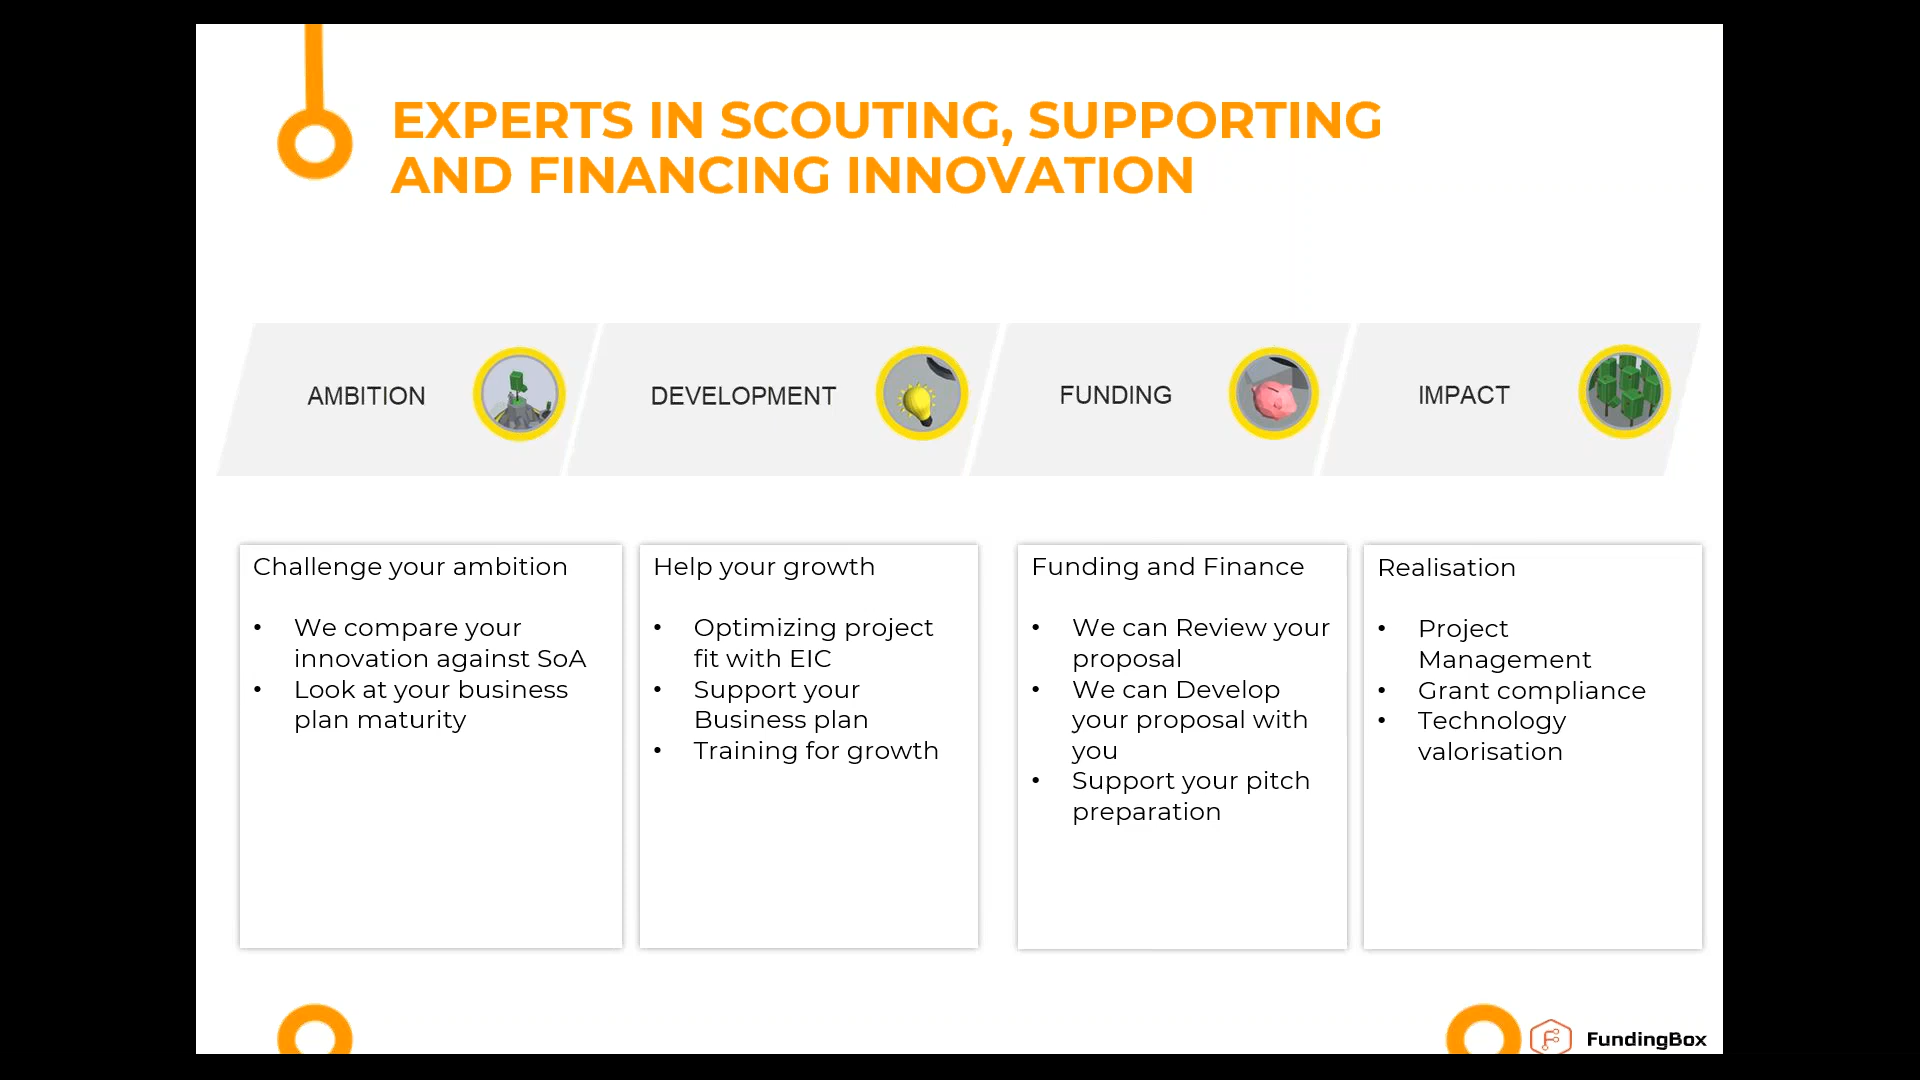 EXPERTS IN SCOUTING, SUPPORTING
AND FINANCING INNOVATION
AMBITION
DEVELOPMENT
FUNDING
IMPACT
Challenge your ambition
• We compare your
innovation against SoA
• Look at your business
plan maturity
Help your growth
• Optimizing project
fit with EIC
• Support your
Business plan
• Training for growth
Funding and Finance
• We can Review your
proposal
• We can Develop
your proposal with
you
• Support your pitch
preparation
Realisation
• Project
Management
• Grant compliance
• Technology
valorisation
FundingBox